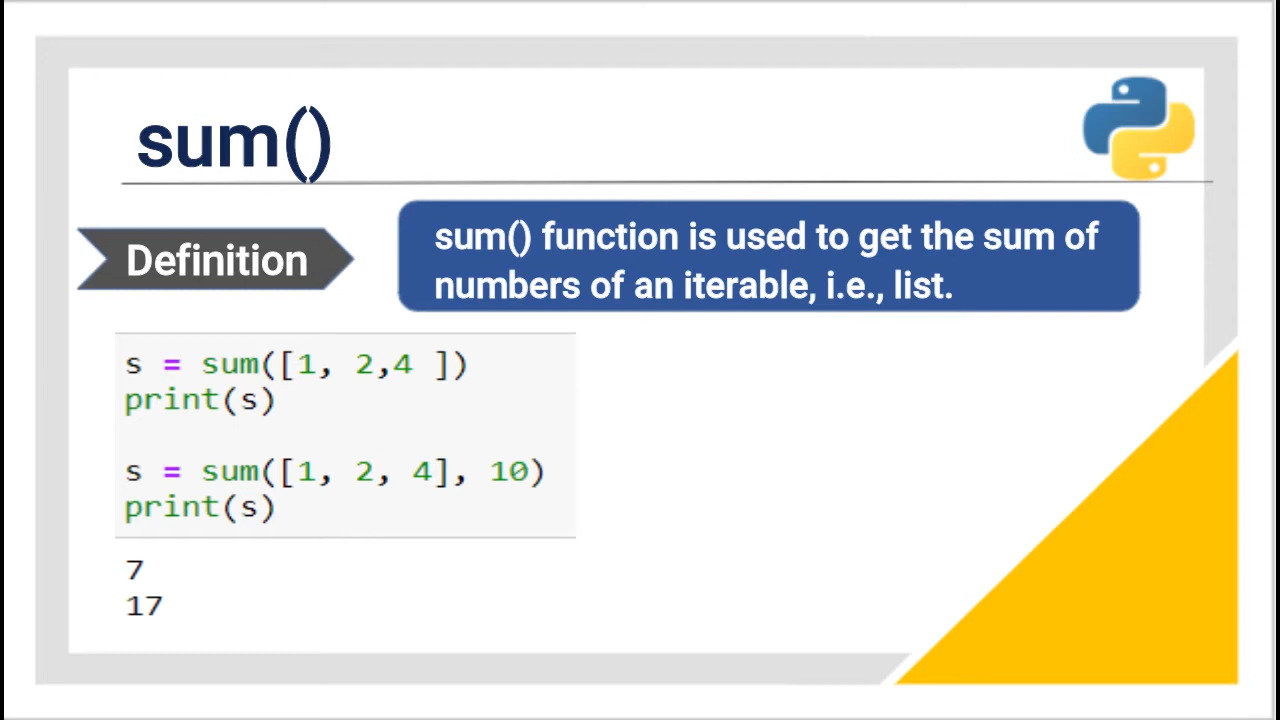 sum()
Definition
sum() function is used to get the sum of
numbers of an iterable, i.e., list.
s = sum([1, 2,4 ])
print(s)
s = sum([1, 2, 4], 10)
print(s)
7
17